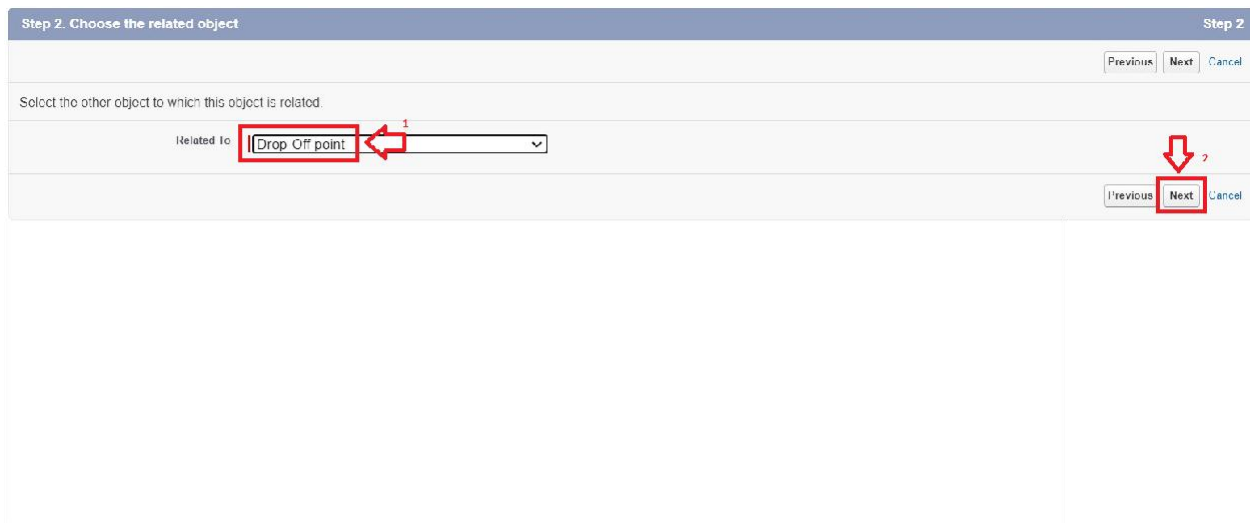 Step 2. Choose the related object Step 2
Previous Next Cancel
Select the other object to which this object is related.
Related To Drop Off point 1
2
Previous Next Cancel